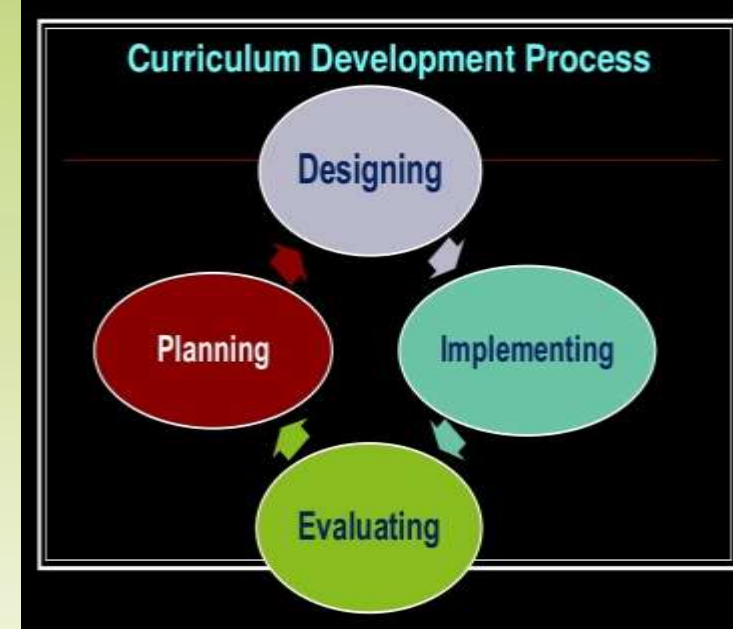 Curriculum Development Process
Designing
Planning
Implementing
Evaluating